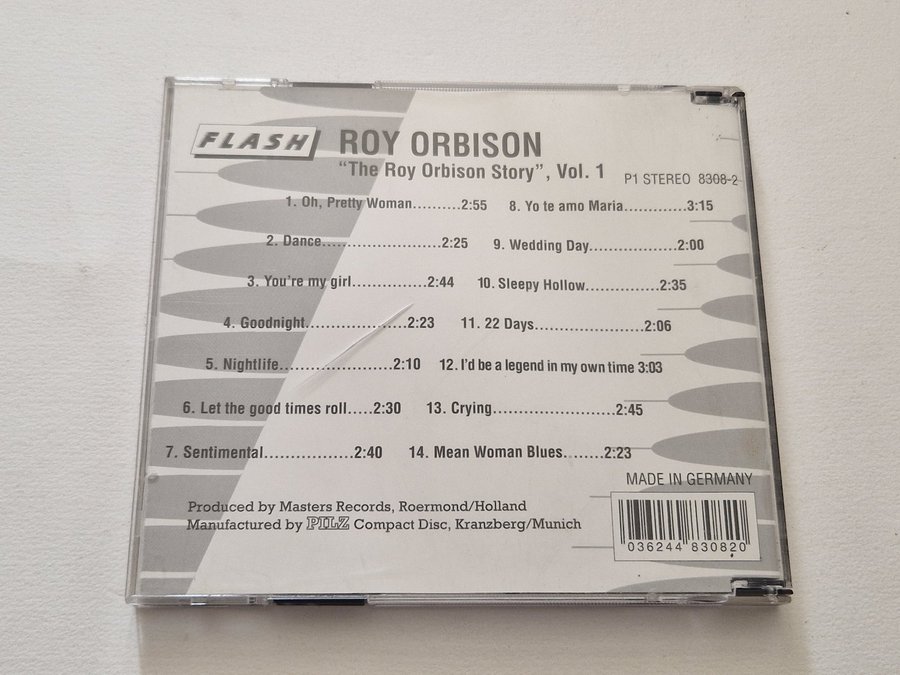 FLASH
ROY ORBISON
"The Roy Orbison Story", Vol. 1
P1 STEREO 8308-2
1. Oh, Pretty Woman..........2:55
2. Dance........................2:25
3. You're my girl...............2:44
4. Goodnight.....................2:23
5. Nightlife.......................2:10
6. Let the good times roll.....2:30
7. Sentimental..................2:40
8. Yo te amo Maria.............3:15
9. Wedding Day..................2:00
10. Sleepy Hollow...............2:35
11. 22 Days......................2:06
12. I'd be a legend in my own time 3:03
13. Crying.........................2:45
14. Mean Woman Blues........2:23
MADE IN GERMANY
Produced by Masters Records, Roermond/Holland
Manufactured by PILZ Compact Disc, Kranzberg/Munich
036244 830820